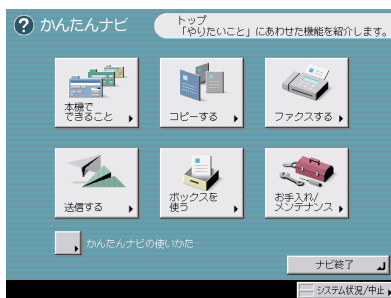 かんたんナビ
トップ
「やりたいこと」にあわせた機能を紹介します。
本機で
できること
コピーする
ファクスする
送信する
ボックスを
使う
お手入れ/
メンテナンス
かんたんナビの使いかた
ナビ終了
システム状況/中止